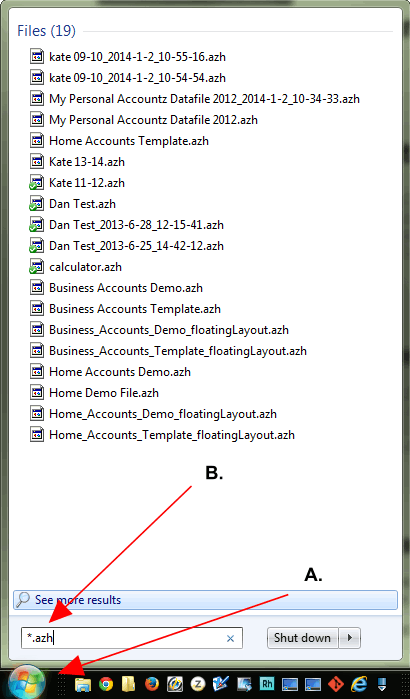 Files (19)
kate 09-10_2014-1-2_10-55-16.azh
kate 09-10_2014-1-2_10-54-54.azh
My Personal Accountz Datafile 2012_2014-1-2_10-34-33.azh
My Personal Accountz Datafile 2012.azh
Home Accounts Template.azh
Kate 13-14.azh
Kate 11-12.azh
Dan Test.azh
Dan Test_2013-6-28_12-15-41.azh
Dan Test_2013-6-25_14-42-12.azh
calculator.azh
Business Accounts Demo.azh
Business Accounts Template.azh
Business_Accounts_Demo_floatingLayout.azh
Business_Accounts_Template_floatingLayout.azh
Home Accounts Demo.azh
Home Demo File.azh
Home_Accounts_Demo_floatingLayout.azh
Home_Accounts_Template_floatingLayout.azh
B.
A.
See more results
*.azh
Shut down
Rh